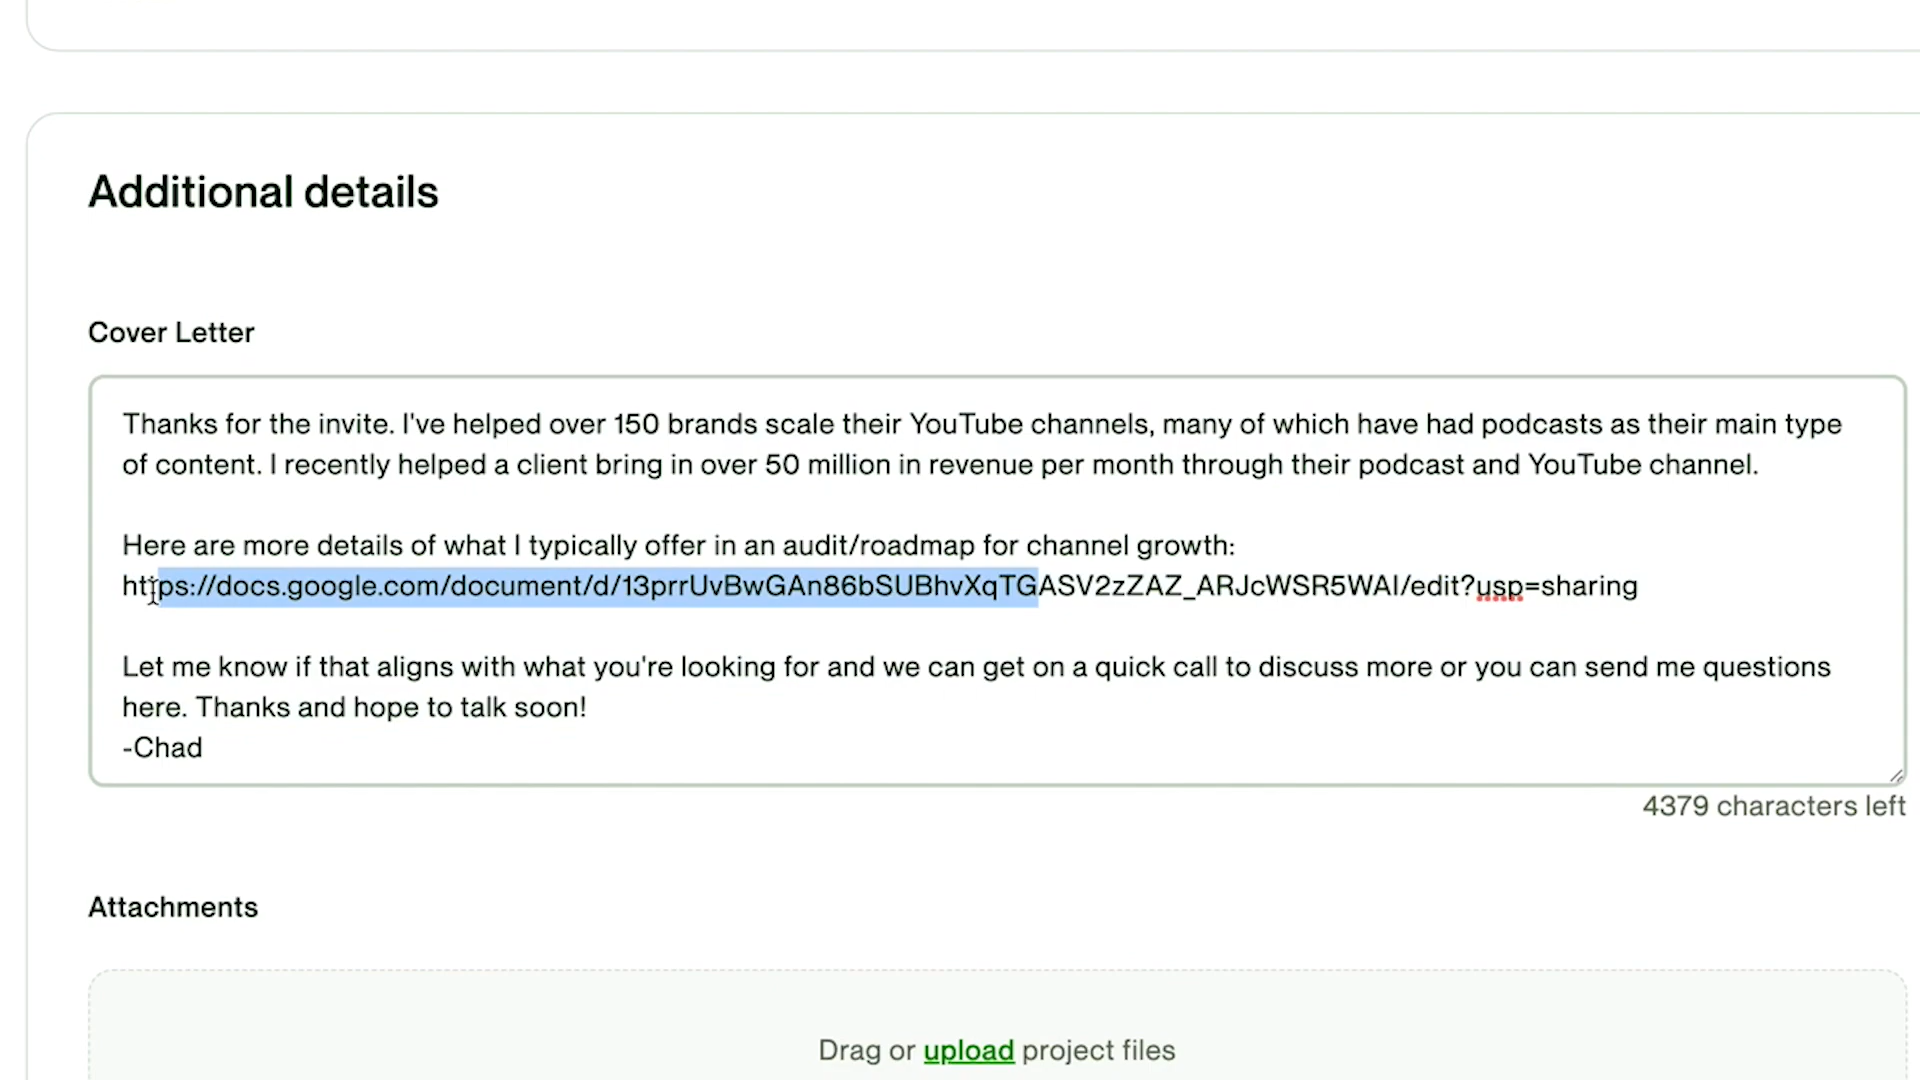 Additional details
Cover Letter
Thanks for the invite. I've helped over 150 brands scale their YouTube channels, many of which have had podcasts as their main type
of content. I recently helped a client bring in over 50 million in revenue per month through their podcast and YouTube channel.
Here are more details of what I typically offer in an audit/roadmap for channel growth:
https://docs.google.com/document/d/13prrUvBwGAn86bSUBhvXqTGASV2zZAZ_ARJcWSR5WAI/edit?usp=sharing
Let me know if that aligns with what you're looking for and we can get on a quick call to discuss more or you can send me questions
here. Thanks and hope to talk soon!
-Chad
4379 characters left
Attachments
Drag or upload project files